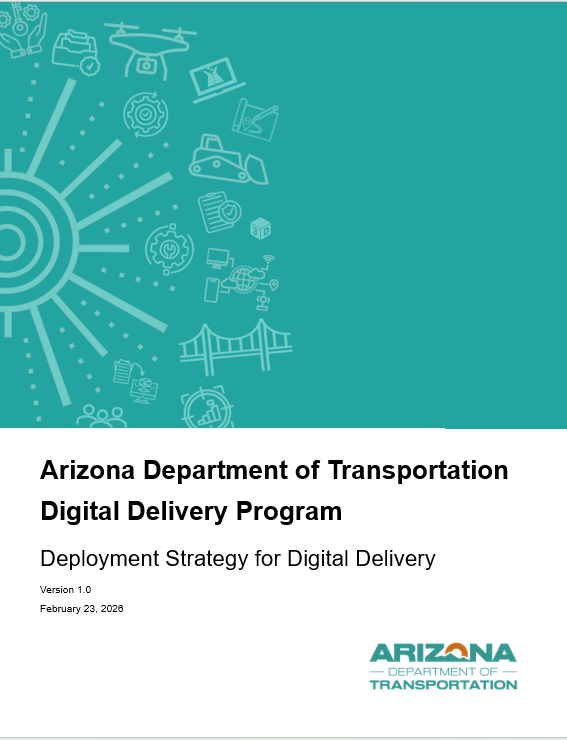 3D
Arizona Department of Transportation
Digital Delivery Program
Deployment Strategy for Digital Delivery
Version 1.0
February 23, 2026
ARIZONA
DEPARTMENT OF
TRANSPORTATION